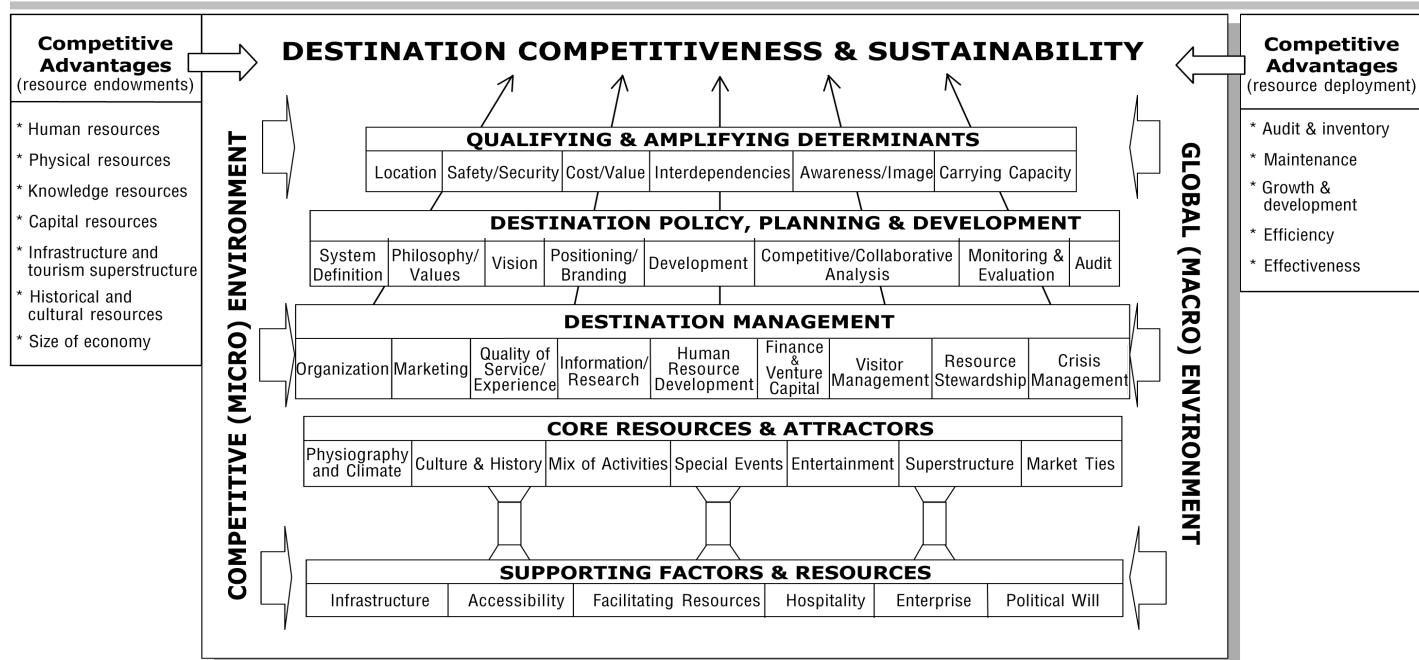 Competitive
Advantages
(resource endowments)
* Human resources
* Physical resources
* Knowledge resources
* Capital resources
* Infrastructure and
tourism superstructure
* Historical and
cultural resources
* Size of economy
COMPETITIVE (MICRO) ENVIRONMENT
DESTINATION COMPETITIVENESS & SUSTAINABILITY
QUALIFYING & AMPLIFYING DETERMINANTS
Location
Safety/Security
Cost/Value
Interdependencies
Awareness/Image
Carrying Capacity
DESTINATION POLICY, PLANNING & DEVELOPMENT
System
Definition
Philosophy/
Values
Vision
Positioning/
Branding
Development
Competitive/Collaborative
Analysis
Monitoring &
Evaluation
Audit
DESTINATION MANAGEMENT
Organization
Marketing
Quality of
Service/
Experience
Information/
Research
Human
Resource
Development
Finance
&
Venture
Capital
Visitor
Management
Resource
Stewardship
Crisis
Management
CORE RESOURCES & ATTRACTORS
Physiography
and Climate
Culture & History
Mix of Activities
Special Events
Entertainment
Superstructure
Market Ties
SUPPORTING FACTORS & RESOURCES
Infrastructure
Accessibility
Facilitating Resources
Hospitality
Enterprise
Political Will
GLOBAL (MACRO) ENVIRONMENT
Competitive
Advantages
(resource deployment)
* Audit & inventory
* Maintenance
* Growth &
development
* Efficiency
* Effectiveness